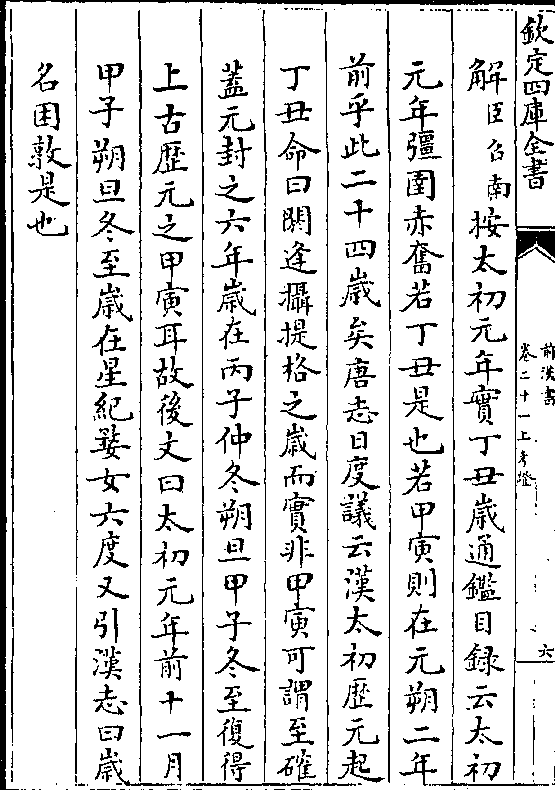 欽定四庫全書
前漢書
卷二十一上考證
六
解臣召南按太初元年實丁丑歲通鑑目録云太初
元年彊圉赤奮若丁丑是也若甲寅則在元朔二年
前乎此二十四歲矣唐志日度議云漢太初歴元起
丁丑命曰閼逢攝提格之歲而實非甲寅可謂至確
蓋元封之六年歲在丙子仲冬朔旦甲子冬至復得
上古歴元之甲寅耳故後文曰太初元年前十一月
甲子朔旦冬至歲在星紀婺女六度又引漢志曰歲
名困敦是也